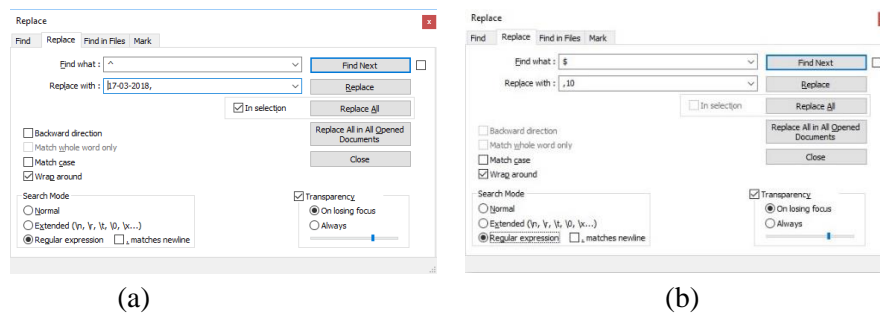 Replace
x
Find Replace Find in Files Mark
Find what : ^
Find Next
Replace with : 17-03-2018,
Replace
In selection
Replace All
Replace All in All Opened Documents
Backward direction
Match whole word only
Match case
Wrap around
Close
Search Mode
Normal
Extended (\n, \r, \t, \0, \x...)
Regular expression . matches newline
Transparency
On losing focus
Always
(a)
Replace
Find Replace Find in Files Mark
Find what : $
Find Next
Replace with : ,10
Replace
In selection
Replace All
Replace All in All Opened Documents
Backward direction
Match whole word only
Match case
Wrap around
Close
Search Mode
Normal
Extended (\n, \r, \t, \0, \x...)
Regular expression . matches newline
Transparency
On losing focus
Always
(b)